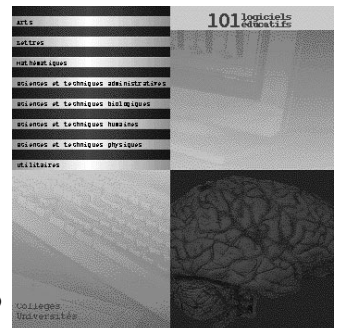 arts
lettres
mathématiques
sciences et techniques administratives
sciences et techniques biologiques
sciences et techniques humaines
sciences et techniques physiques
utilitaires
101 logiciels
éducatifs
Collèges
Universités